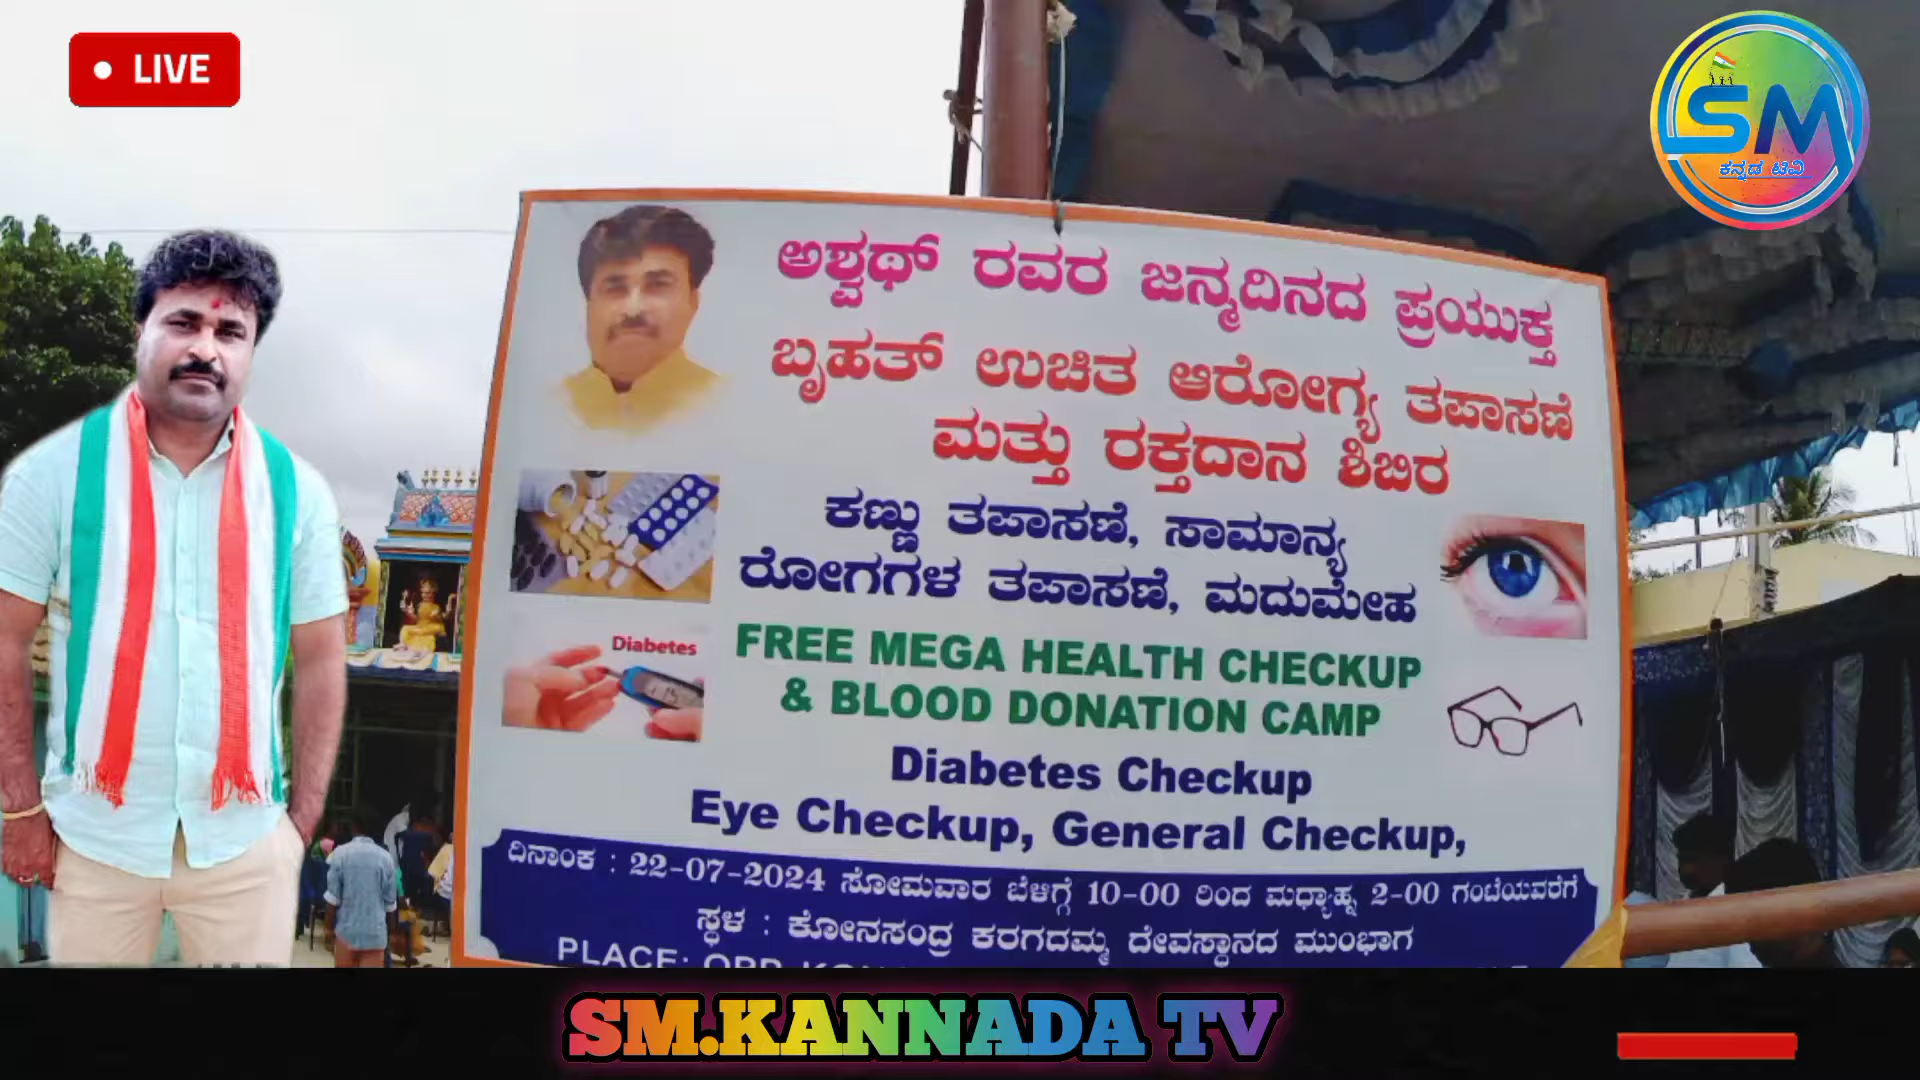 LIVE
SM
ಕನ್ನಡ ಟಿವಿ
ಅಶ್ವಥ್ ರವರ ಜನ್ಮದಿನದ ಪ್ರಯುಕ್ತ
ಬೃಹತ್ ಉಚಿತ ಆರೋಗ್ಯ ತಪಾಸಣೆ
ಮತ್ತು ರಕ್ತದಾನ ಶಿಬಿರ
ಕಣ್ಣು ತಪಾಸಣೆ, ಸಾಮಾನ್ಯ
ರೋಗಗಳ ತಪಾಸಣೆ, ಮದುಮೇಹ
Diabetes
FREE MEGA HEALTH CHECKUP
& BLOOD DONATION CAMP
Diabetes Checkup
Eye Checkup, General Checkup,
ದಿನಾಂಕ : 22-07-2024 ಸೋಮವಾರ ಬೆಳಿಗ್ಗೆ 10-00 ರಿಂದ ಮಧ್ಯಾಹ್ನ 2-00 ಗಂಟೆಯವರೆಗೆ
ಸ್ಥಳ : ಕೋನಸಂದ್ರ ಕರಗದಮ್ಮ ದೇವಸ್ಥಾನದ ಮುಂಭಾಗ
PLACE: OPP.
SM.KANNADA TV